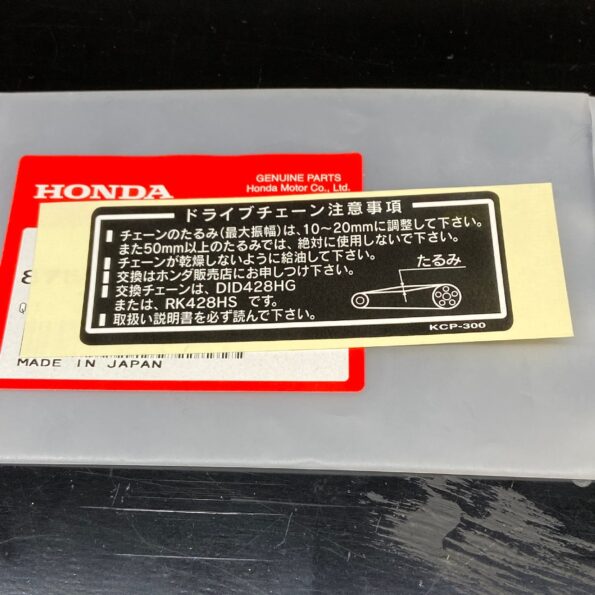 GENUINE PARTS
HONDA
Honda Motor Co., Ltd.
ドライブチェーン注意事項
チェーンのたるみ(最大振幅)は、10〜20mmに調整して下さい。
また50mm以上のたるみでは、絶対に使用しないで下さい。
チェーンが乾燥しないように給油して下さい。
交換はホンダ販売店にお申しつけ下さい。
交換チェーンは、DID428HG
または、RK428HS です。
取扱い説明書を必ず読んで下さい。
たるみ
KCP-300
MADE IN JAPAN